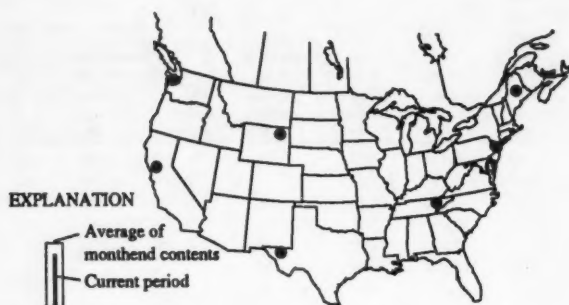 EXPLANATION
Average of
monthend contents
Current period